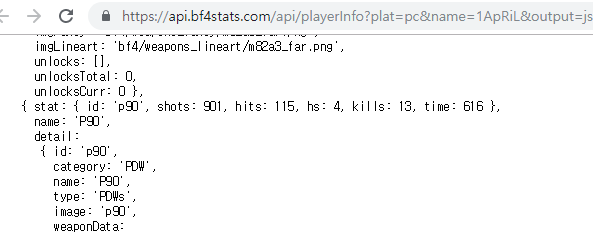 https://api.bf4stats.com/api/playerInfo?plat=pc&name=1ApRiL&output=js
imgLineart: 'bf4/weapons_lineart/m82a3_far.png',
unlocks: [],
unlocksTotal: 0,
unlocksCurr: 0 },
{ stat: { id: 'p90', shots: 901, hits: 115, hs: 4, kills: 13, time: 616 },
name: 'P90',
detail:
{ id: 'p90',
category: 'PDW',
name: 'P90',
type: 'PDWs',
image: 'p90',
weaponData: